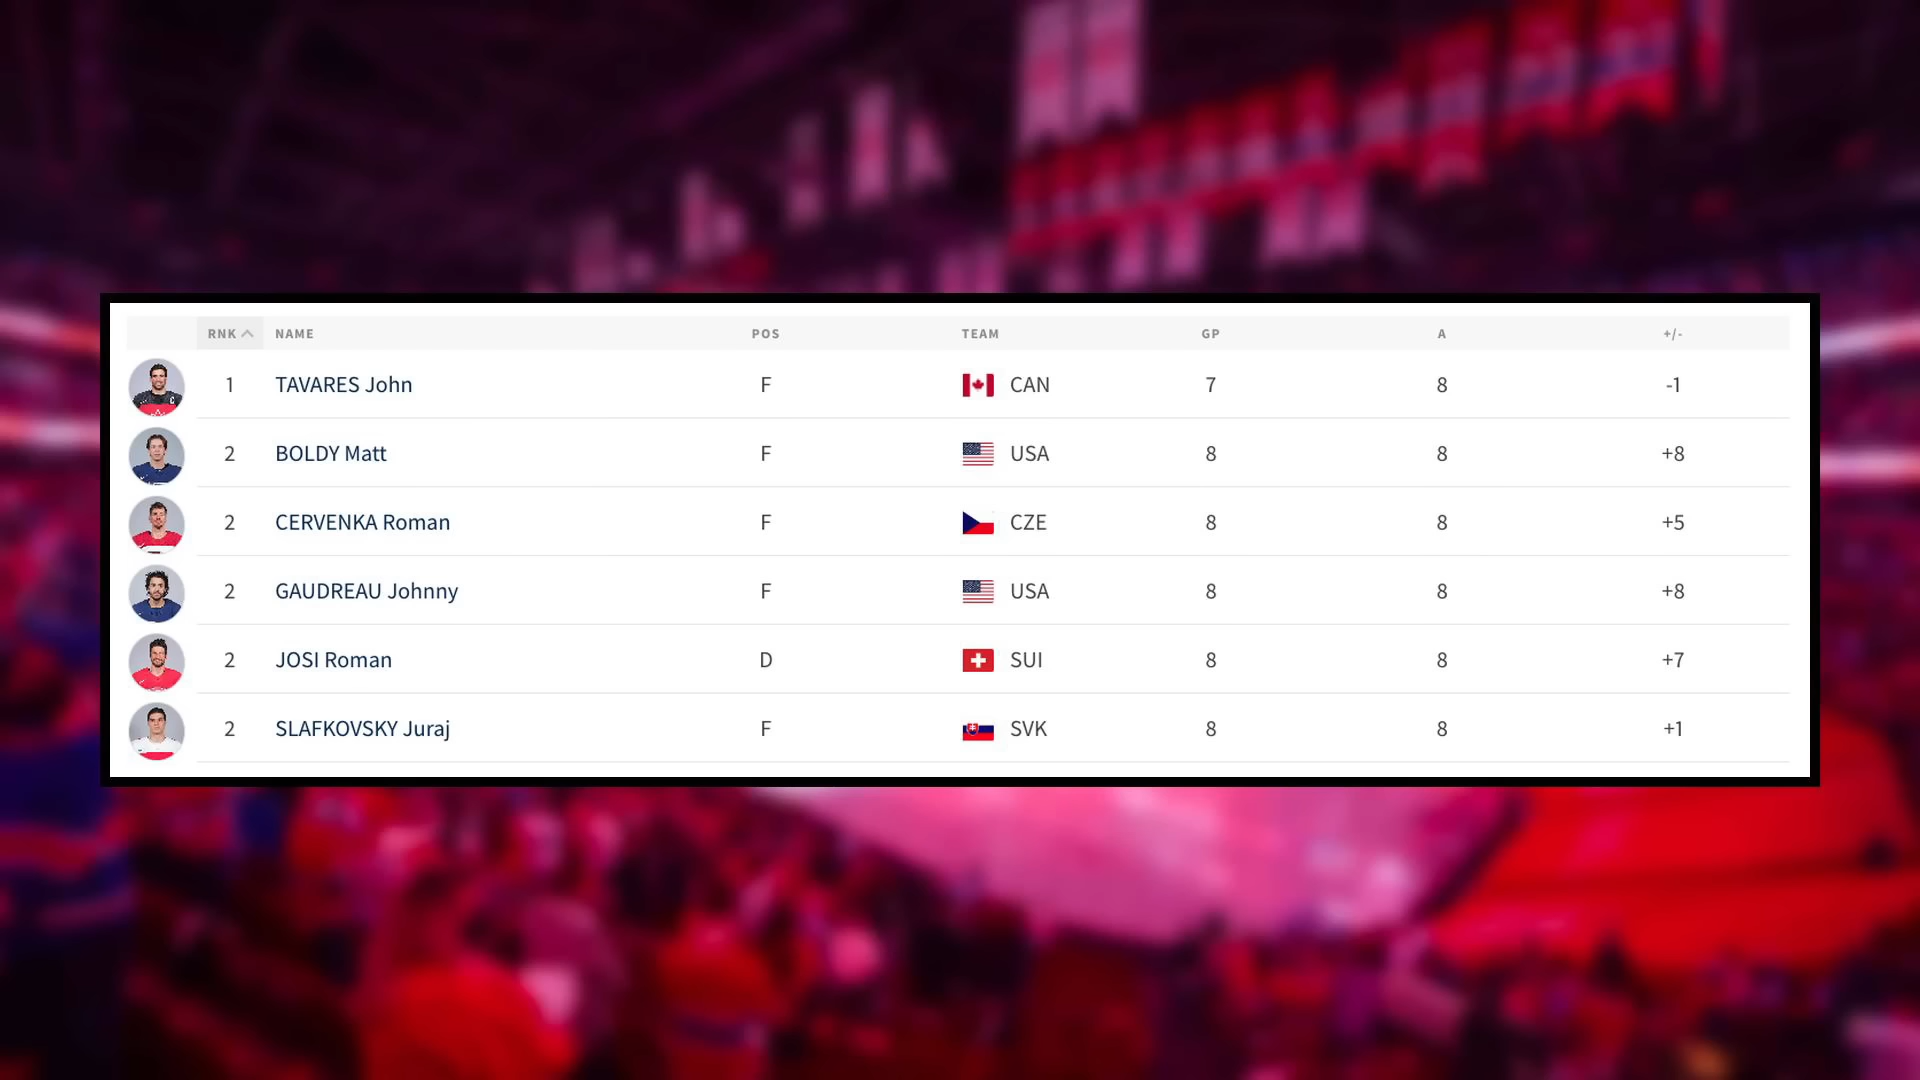 RNK NAME POS TEAM GP A +/-
1 TAVARES John F CAN 7 8 -1
2 BOLDY Matt F USA 8 8 +8
2 CERVENKA Roman F CZE 8 8 +5
2 GAUDREAU Johnny F USA 8 8 +8
2 JOSI Roman D SUI 8 8 +7
2 SLAFKOVSKY Juraj F SVK 8 8 +1